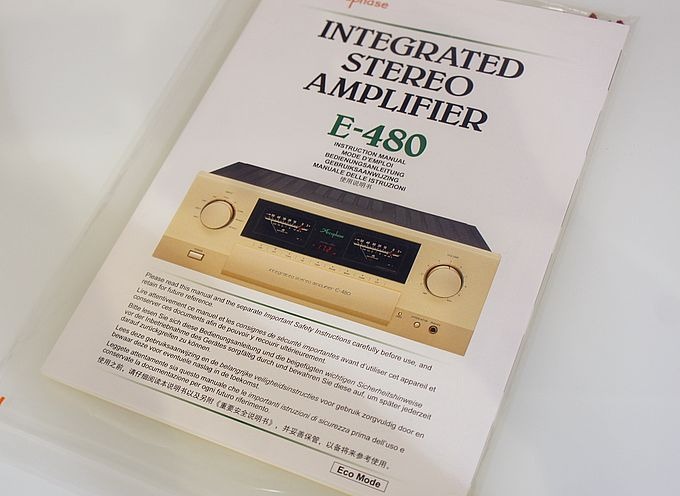 phase
INTEGRATED
STEREO
AMPLIFIER
E-480
INSTRUCTION MANUAL
MODE D'EMPLOI
BEDIENUNGSANLEITUNG
GEBRUIKSAANWIJZING
MANUALE DELLE ISTRUZIONI
使用说明书
Accuphase
integrated stereo amplifier E-480
Please read this manual and the separate Important Safety Instructions carefully before use, and
retain for future reference.
Lire attentivement ce manuel et les consignes de sécurité importantes avant d'utiliser cet appareil et
conserver ces documents afin de pouvoir y recourir ultérieurement.
Bitte lesen Sie sich diese Bedienungsanleitung und die beigefügten wichtigen Sicherheitshinweise
vor der Inbetriebnahme des Gerätes sorgfältig durch und bewahren Sie diese auf, um später jederzeit
darauf zurückgreifen zu können
Lees deze gebruiksaanwijzing en de belangrijke veiligheidsinstructies voor gebruik zorgvuldig door en
bewaar deze voor eventuele naslag in de toekomst.
Leggete attentamente sia questo manuale che le importanti istruzioni di sicurezza prima dell'uso e
conservate la documentazione per ogni futuro riferimento.
使用之前，请仔细阅读本说明书以及另附《重要安全说明书》，并妥善保管，以备将来参考使用。
Eco Mode